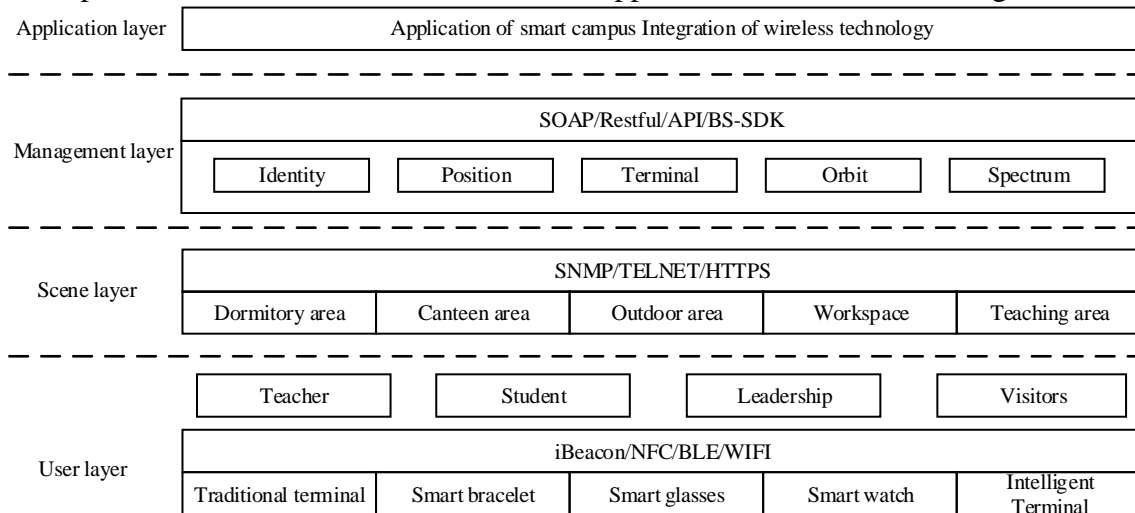 Application layer
Application of smart campus Integration of wireless technology
SOAP/Restful/API/BS-SDK
Management layer
Identity
Position
Terminal
Orbit
Spectrum
SNMP/TELNET/HTTPS
Scene layer
Dormitory area
Canteen area
Outdoor area
Workspace
Teaching area
Teacher
Student
Leadership
Visitors
iBeacon/NFC/BLE/WIFI
User layer
Traditional terminal
Smart bracelet
Smart glasses
Smart watch
Intelligent
Terminal